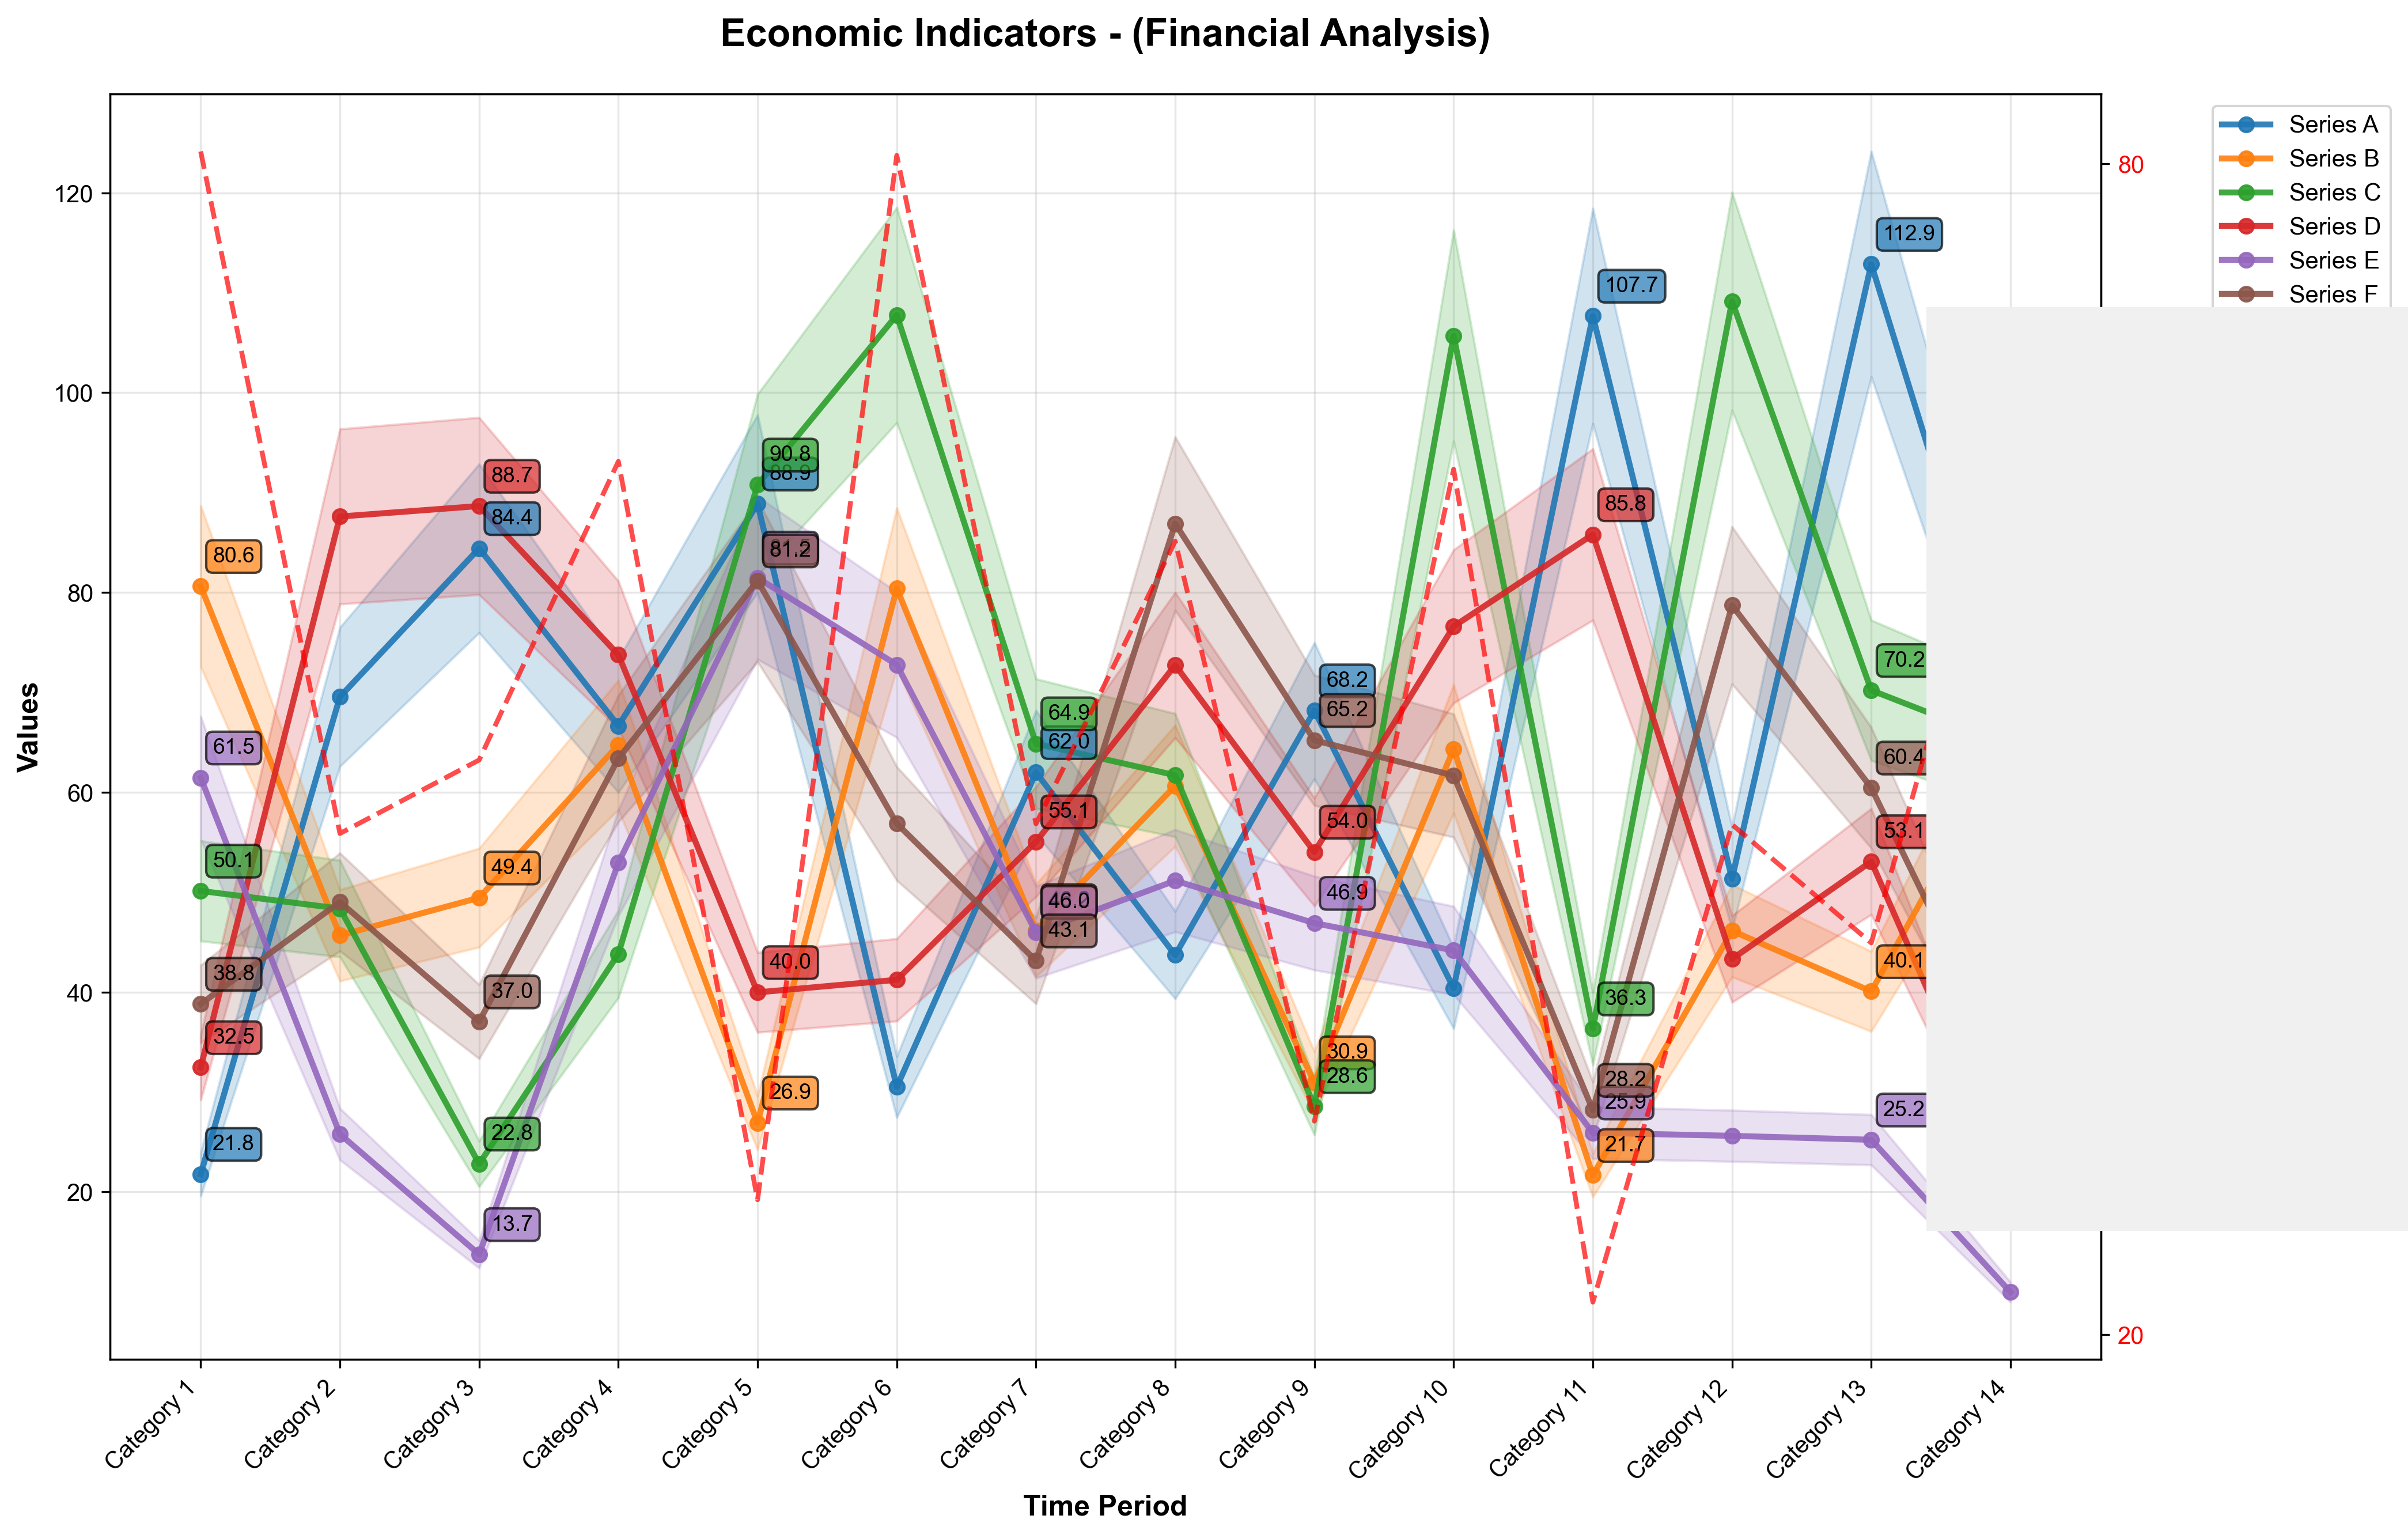 Economic Indicators - (Financial Analysis)
Values
120
100
80
60
40
20
80
20
Series A
Series B
Series C
Series D
Series E
Series F
112.9
107.7
90.8
88.9
88.7
84.4
85.8
80.6
81.2
61.5
64.9
62.0
68.2
65.2
70.2
60.4
50.1
49.4
55.1
54.0
53.1
38.8
37.0
40.0
46.0
43.1
46.9
36.3
40.1
32.5
22.8
26.9
30.9
28.6
28.2
25.9
21.7
25.2
21.8
13.7
Category 1
Category 2
Category 3
Category 4
Category 5
Category 6
Category 7
Category 8
Category 9
Category 10
Category 11
Category 12
Category 13
Category 14
Time Period